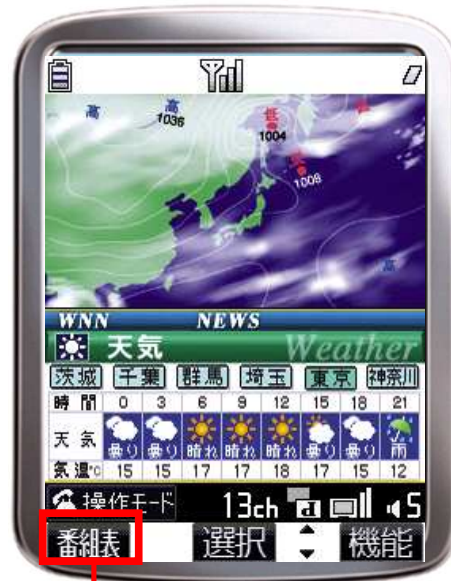 高 高 低 低
1036 1004 1008 高
WNN NEWS
天気 Weather
茨城 千葉 群馬 埼玉 東京 神奈川
時間 0 3 6 9 12 15 18 21
天気 曇り 曇り 晴れ 晴れ 晴れ 曇り 曇り 雨
気温℃ 15 15 17 17 18 17 15 12
操作モード 13ch 5
番組表 選択 機能